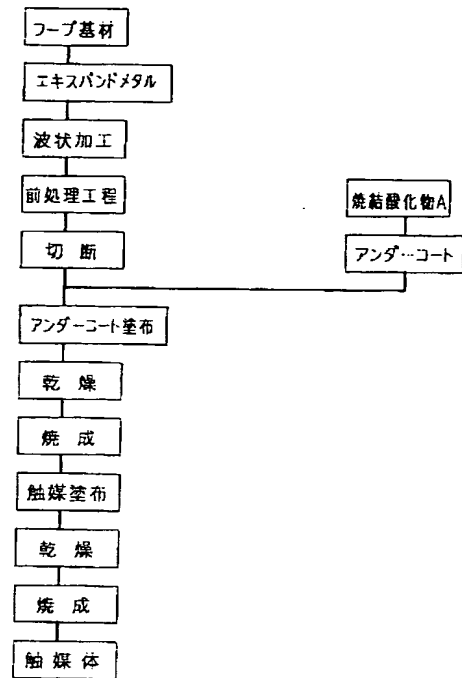 フープ基材
エキスパンドメタル
波状加工
前処理工程
切断
焼結酸化物A
アンダーコート
アンダーコート塗布
乾燥
焼成
触媒塗布
乾燥
焼成
触媒体